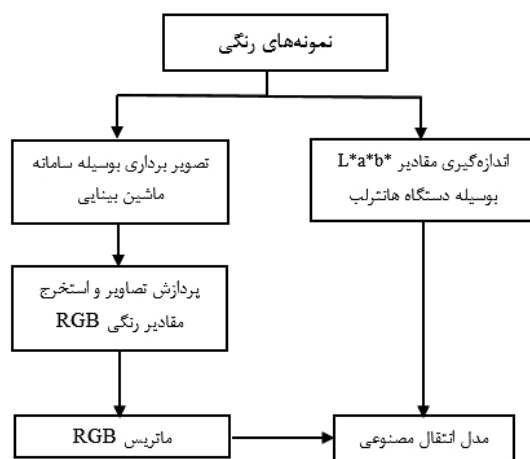 نمونه‌های رنگی
اندازه‌گیری مقادیر L*a*b*
بوسیله دستگاه هانترلب
تصویر برداری بوسیله سامانه
ماشین بینایی
پردازش تصاویر و استخرج
مقادیر رنگی RGB
ماتریس RGB
مدل انتقال مصنوعی